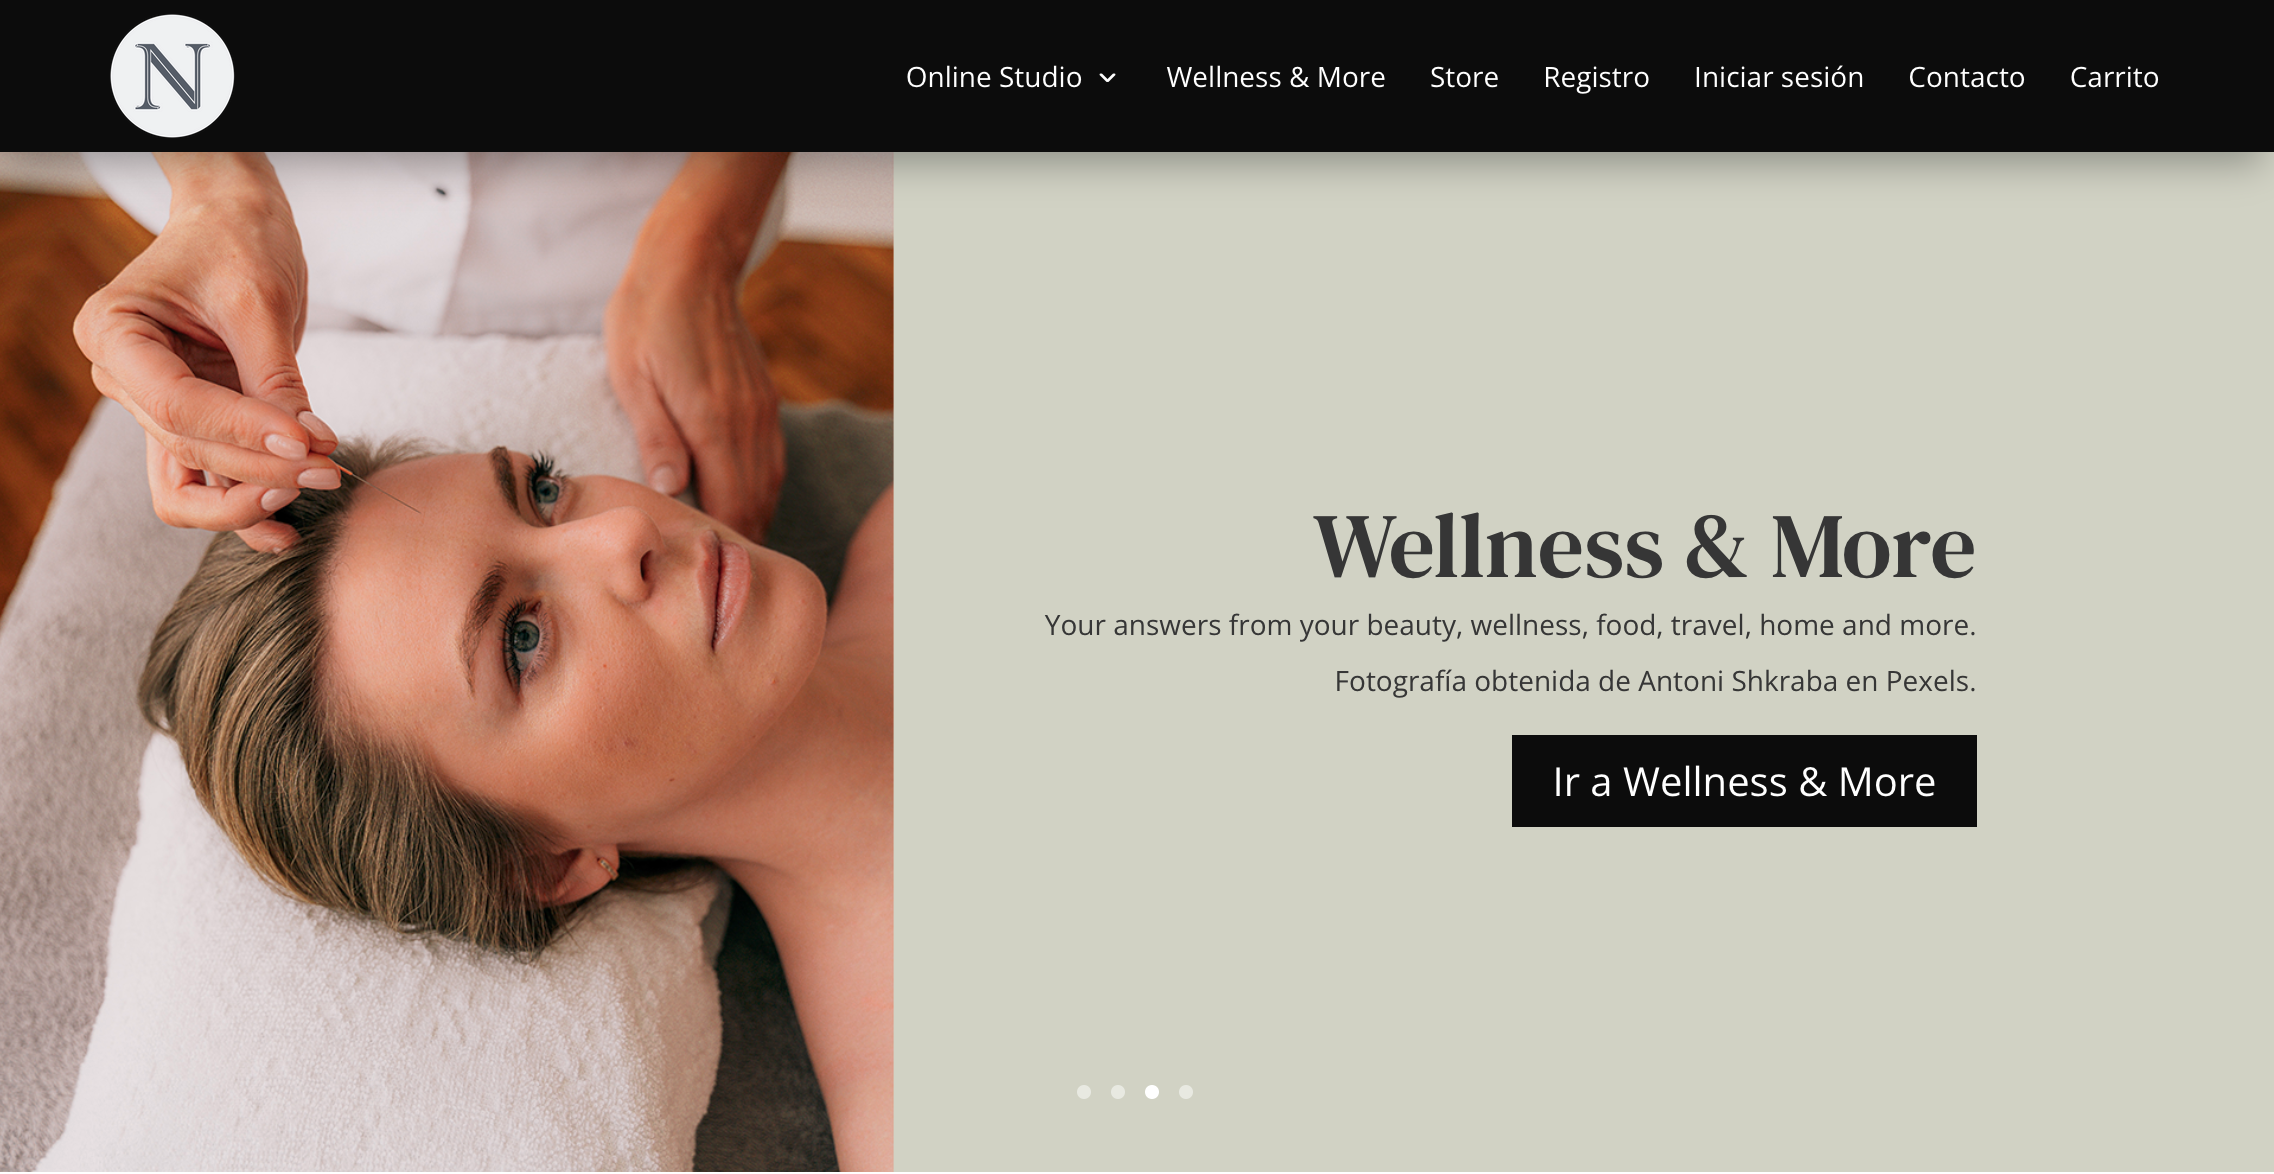 N
Online Studio
Wellness & More
Store
Registro
Iniciar sesión
Contacto
Carrito
Wellness & More
Your answers from your beauty, wellness, food, travel, home and more.
Fotografía obtenida de Antoni Shkraba en Pexels.
Ir a Wellness & More